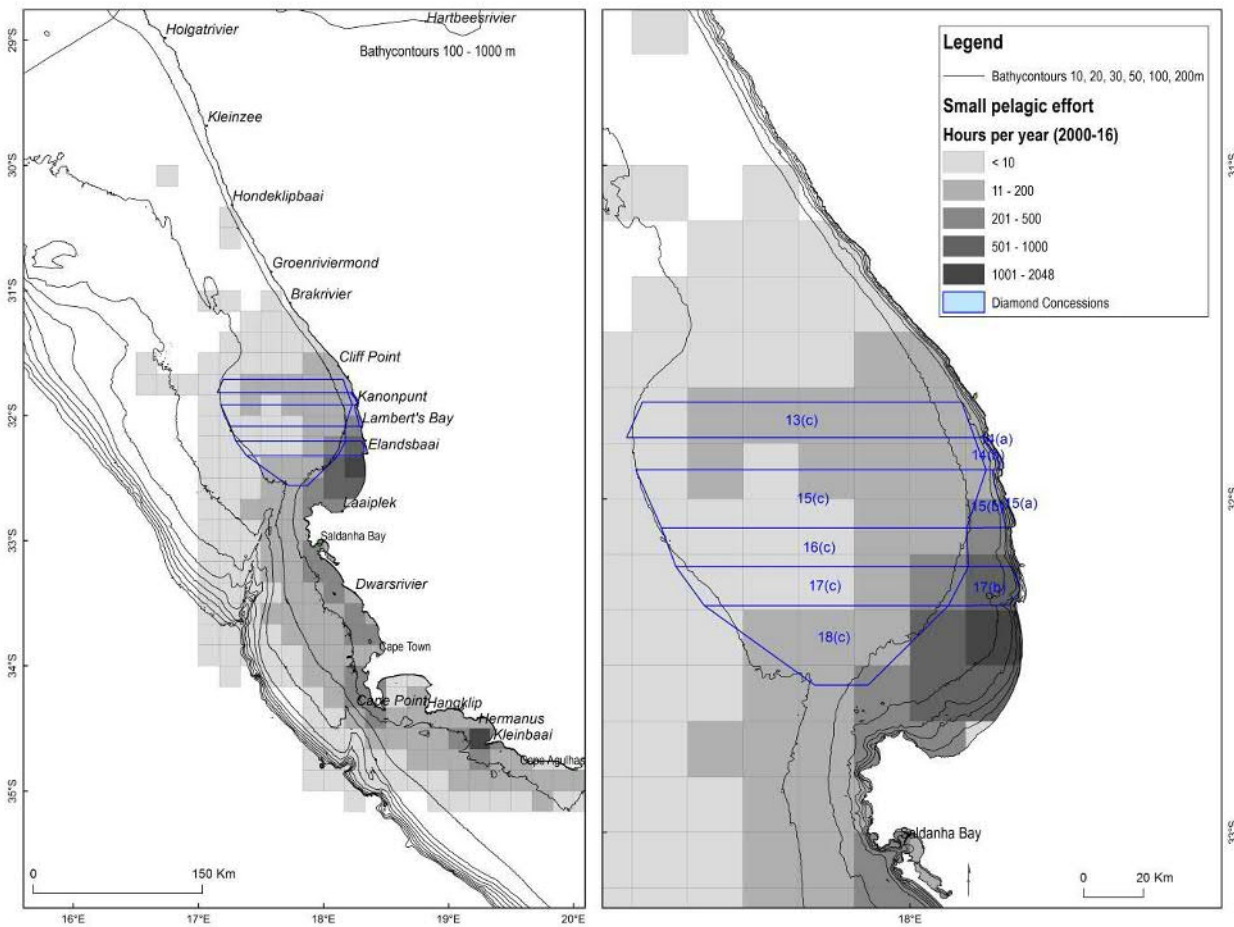 Hartbeesrivier
Holgatrivier
Bathycontours 100 - 1000 m
Kleinzee
Hondeklipbaai
Groenriviermond
Brakrivier
Cliff Point
Kanonpunt
Lambert's Bay
Elandsbaai
Laaiplek
Saldanha Bay
Dwarsrivier
Cape Town
Cape Point
Hangklip
Hermanus
Kleinbaai
Cape Agulhas
29°S
30°S
31°S
32°S
33°S
34°S
35°S
0 150 Km
16°E 17°E 18°E 19°E 20°E
Legend
Bathycontours 10, 20, 30, 50, 100, 200m
Small pelagic effort
Hours per year (2000-16)
< 10
11 - 200
201 - 500
501 - 1000
1001 - 2048
Diamond Concessions
13(c)
15(c)
15(b)
15(a)
16(c)
17(c)
17(b)
18(c)
Saldanha Bay
0 20 Km
31°S
32°S
33°S
18°E